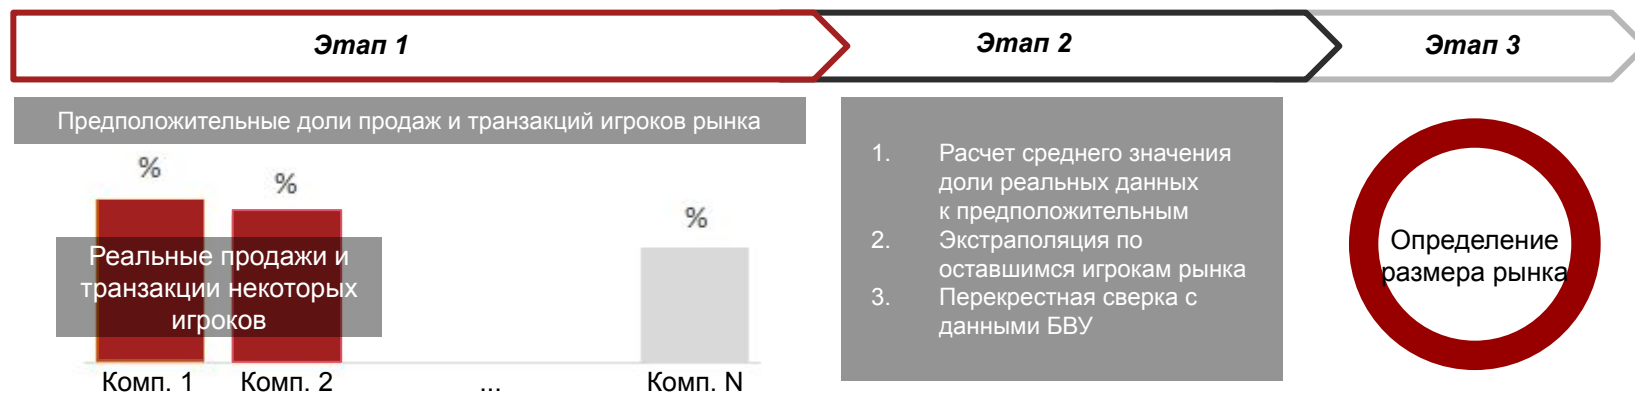 Этап 1
Этап 2
Этап 3
Предположительные доли продаж и транзакций игроков рынка
%
%
%
Реальные продажи и
транзакции некоторых
игроков
Комп. 1
Комп. 2
...
Комп. N
1. Расчет среднего значения
доли реальных данных
к предположительным
2. Экстраполяция по
оставшимся игрокам рынка
3. Перекрестная сверка с
данными БВУ
Определение
размера рынка